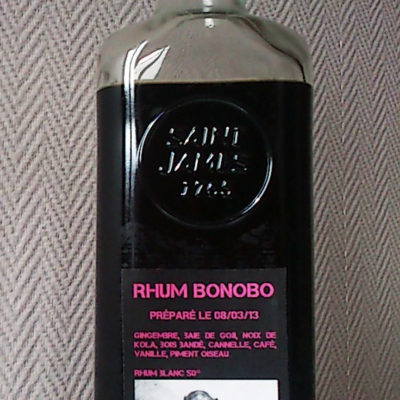 SAINT
JAMES
1765
RHUM BONOBO
PRÉPARÉ LE 08/03/13
GINGEMBRE, BAIE DE GOJI, NOIX DE
KOLA, BOIS BANDÉ, CANNELLE, CAFÉ,
VANILLE, PIMENT OISEAU
RHUM BLANC 50°